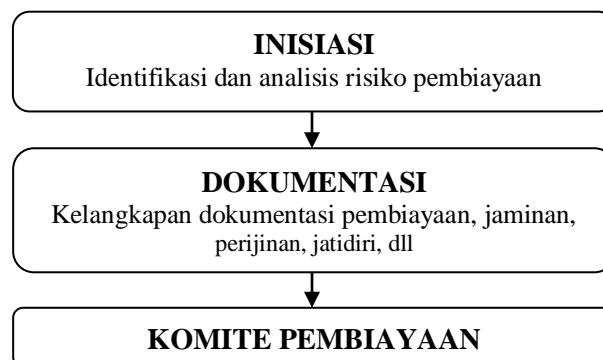 INISIASI
Identifikasi dan analisis risiko pembiayaan
DOKUMENTASI
Kelangkapan dokumentasi pembiayaan, jaminan,
perijinan, jatidiri, dll
KOMITE PEMBIAYAAN